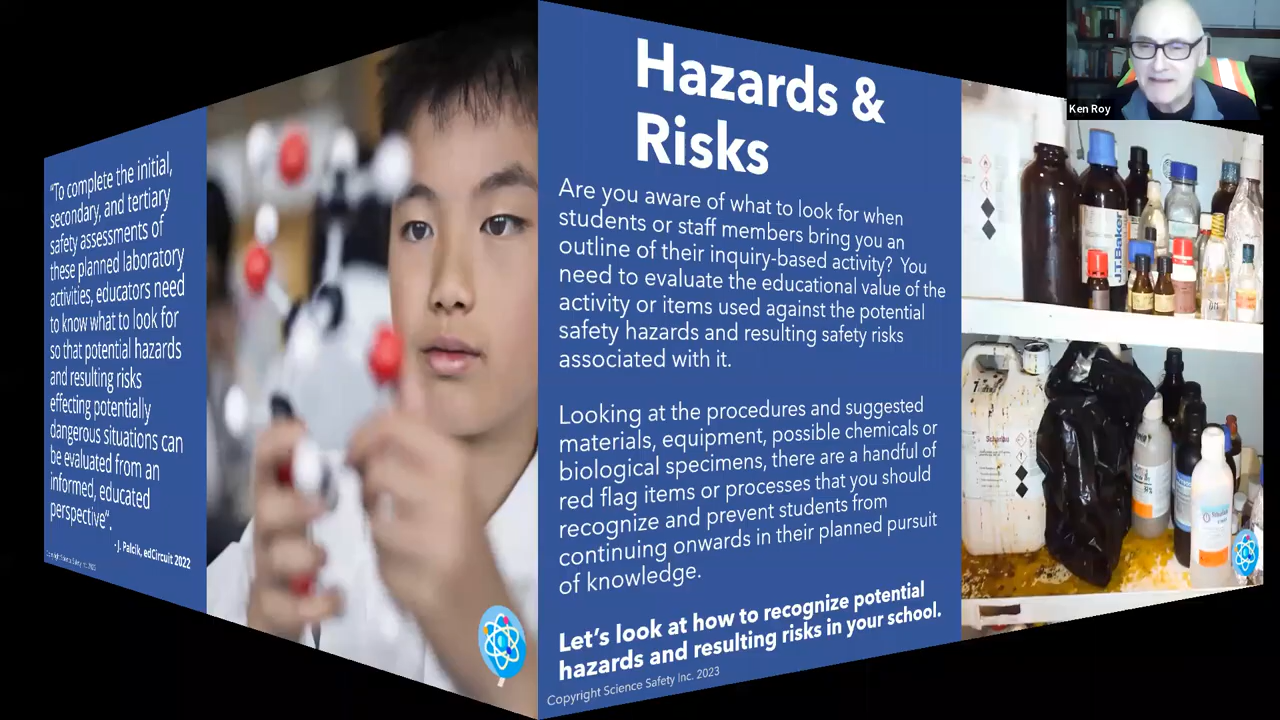 “To complete the initial,
secondary, and tertiary
safety assessments of
these planned laboratory
activities, educators need
to know what to look for
so that potential hazards
and resulting risks
effecting potentially
dangerous situations can
be evaluated from an
informed, educated
perspective“.
- J. Palcik, edCircuit 2022
Copyright Science Safety Inc. 2023
Hazards &
Risks
Are you aware of what to look for when
students or staff members bring you an
outline of their inquiry-based activity? You
need to evaluate the educational value of the
activity or items used against the potential
safety hazards and resulting safety risks
associated with it.
Looking at the procedures and suggested
materials, equipment, possible chemicals or
biological specimens, there are a handful of
red flag items or processes that you should
recognize and prevent students from
continuing onwards in their planned pursuit
of knowledge.
Let’s look at how to recognize potential
hazards and resulting risks in your school.
Copyright Science Safety Inc. 2023
Ken Roy
J.T.Baker
Scharlau